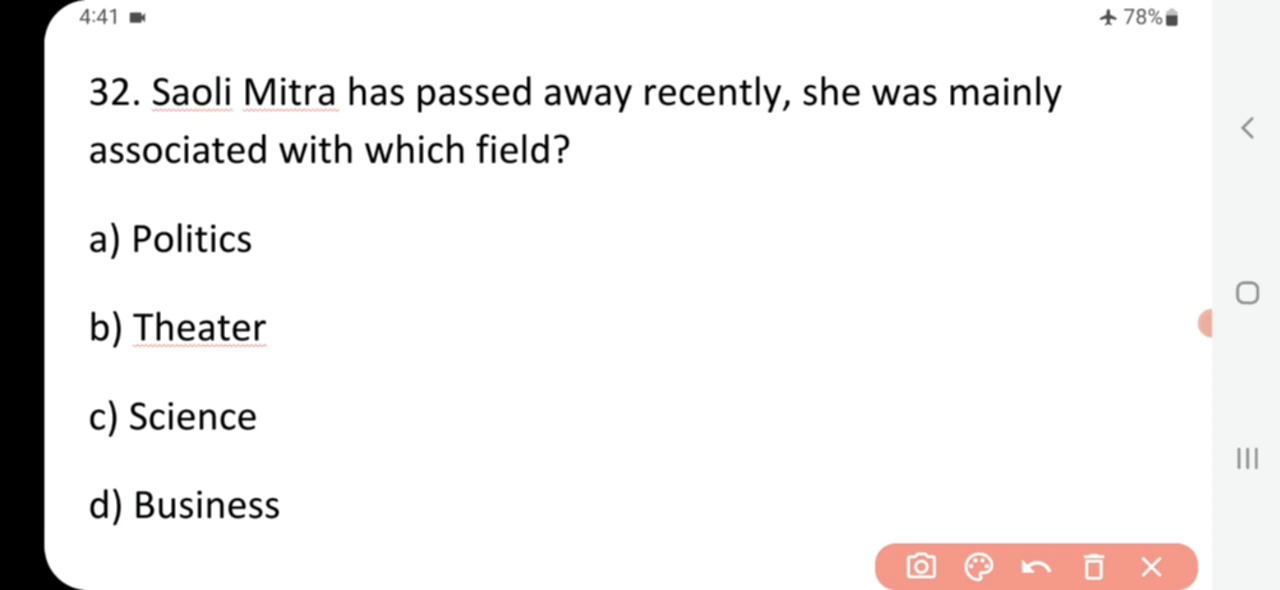 4:41
78%
32. Saoli Mitra has passed away recently, she was mainly
associated with which field?
a) Politics
b) Theater
c) Science
d) Business